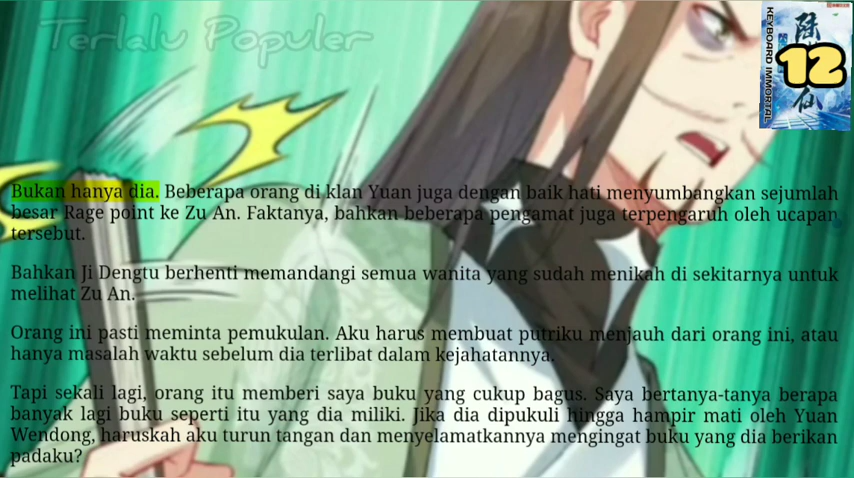 Terlalu Populer
KEYBOARD IMMORTAL
12
Bukan hanya dia. Beberapa orang di klan Yuan juga dengan baik hati menyumbangkan sejumlah
besar Rage point ke Zu An. Faktanya, bahkan beberapa pengamat juga terpengaruh oleh ucapan
tersebut.
Bahkan Ji Dengtu berhenti memandangi semua wanita yang sudah menikah di sekitarnya untuk
melihat Zu An.
Orang ini pasti meminta pemukulan. Aku harus membuat putriku menjauh dari orang ini, atau
hanya masalah waktu sebelum dia terlibat dalam kejahatannya.
Tapi sekali lagi, orang itu memberi saya buku yang cukup bagus. Saya bertanya-tanya berapa
banyak lagi buku seperti itu yang dia miliki. Jika dia dipukuli hingga hampir mati oleh Yuan
Wendong, haruskah aku turun tangan dan menyelamatkannya mengingat buku yang dia berikan
padaku?